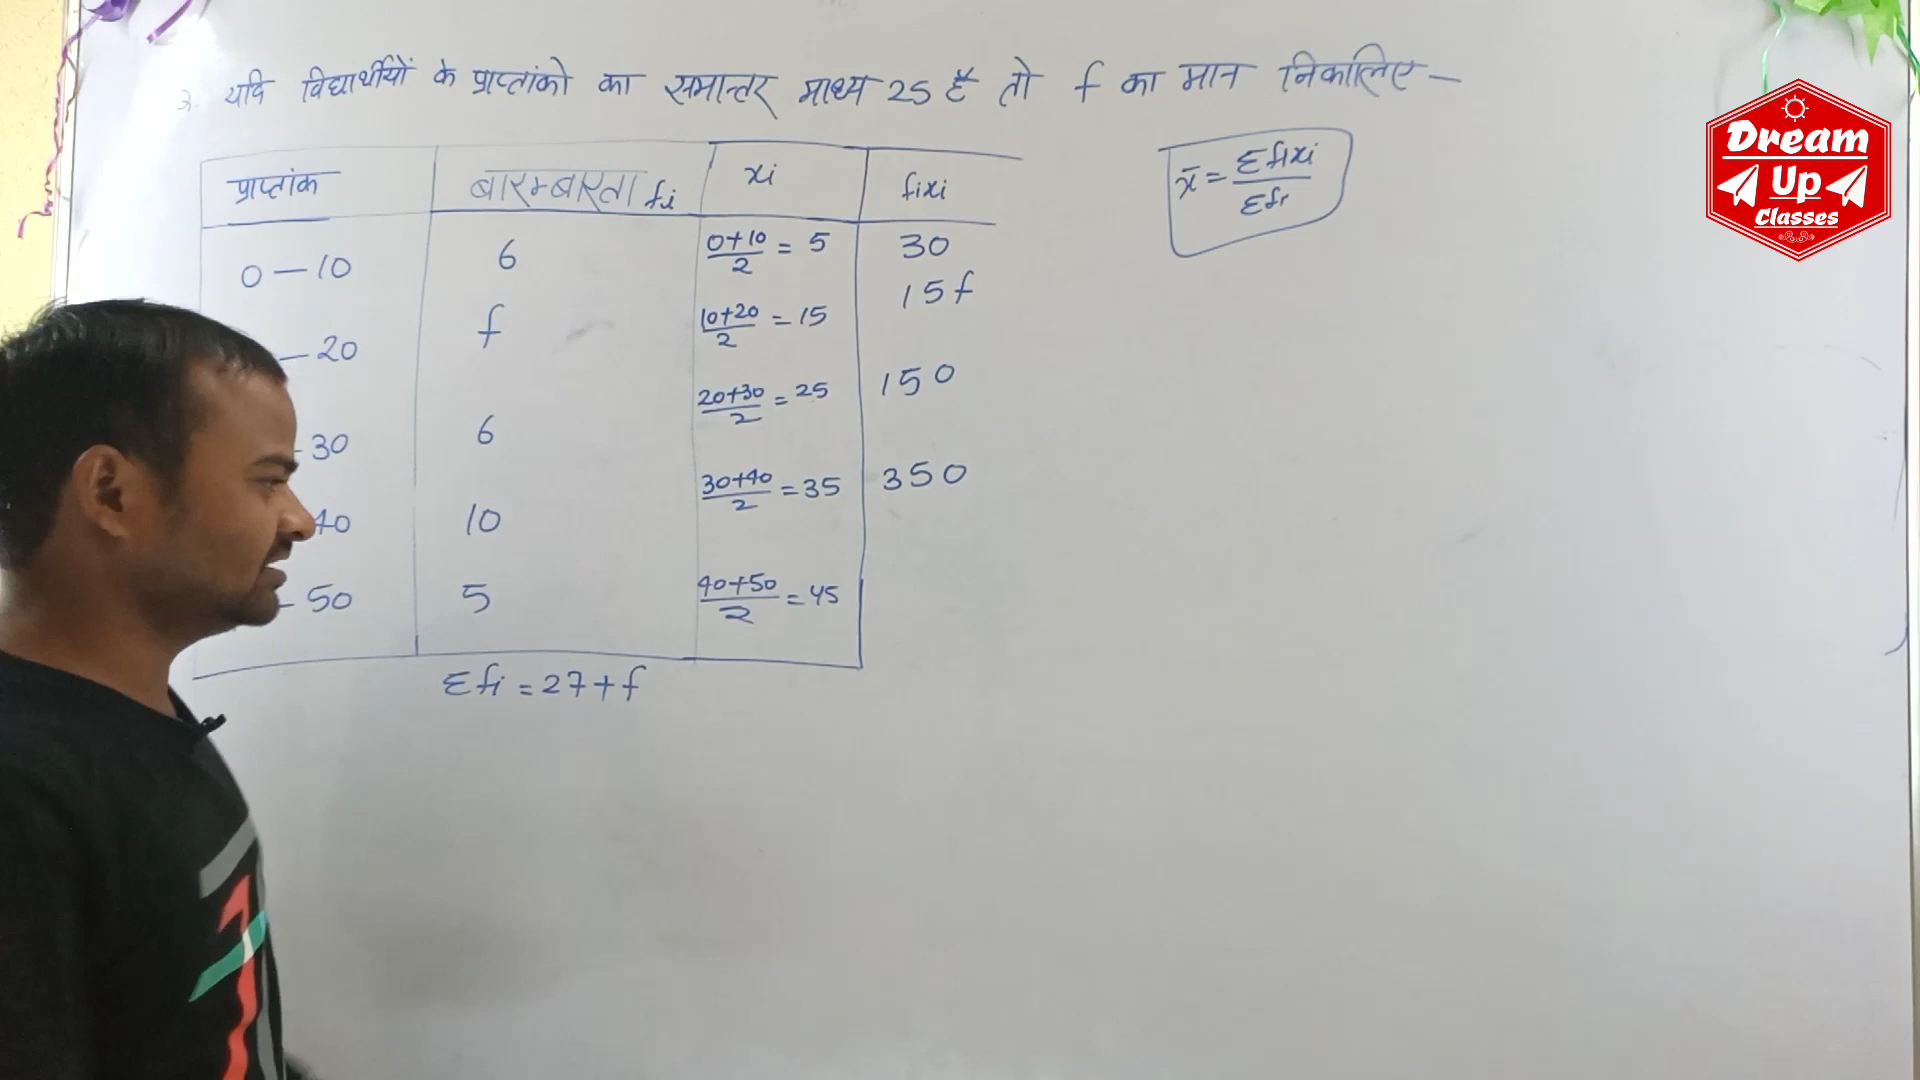 3. यदि विद्यार्थीयों के प्राप्तांको का समान्तर माध्य 25 है तो f का मान निकालिए —
x̄ = Σfixi / Σfi
प्राप्तांक बारम्बारता fi xi fixi
0 — 10 6 0+10/2 = 5 30
— 20 f 10+20/2 = 15 15f
- 30 6 20+30/2 = 25 150
40 10 30+40/2 = 35 350
- 50 5 40+50/2 = 45
Σfi = 27+f
Dream
Up
Classes